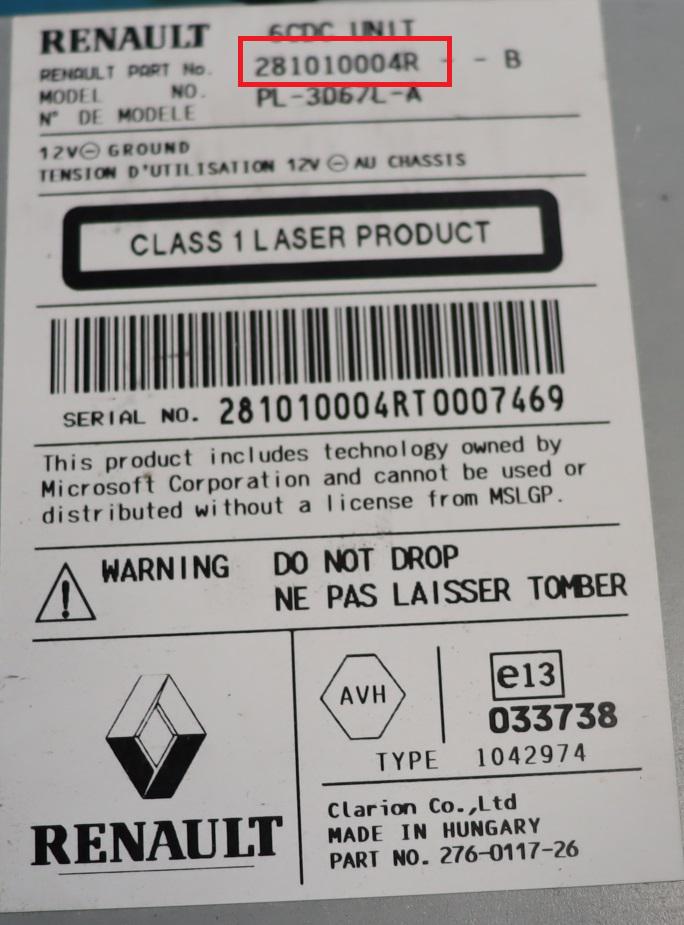 RENAULT 6CDC UNIT
RENAULT PART No. 281010004R - - B
MODEL NO. PL-3067L-A
N° DE MODELE
12V⊖ GROUND
TENSION D'UTILISATION 12V ⊖ AU CHASSIS
CLASS 1 LASER PRODUCT
SERIAL NO. 281010004RT0007469
This product includes technology owned by
Microsoft Corporation and cannot be used or
distributed without a license from MSLGP.
WARNING DO NOT DROP
NE PAS LAISSER TOMBER
AVH
e13
033738
TYPE 1042974
RENAULT
Clarion Co.,Ltd
MADE IN HUNGARY
PART NO. 276-0117-26